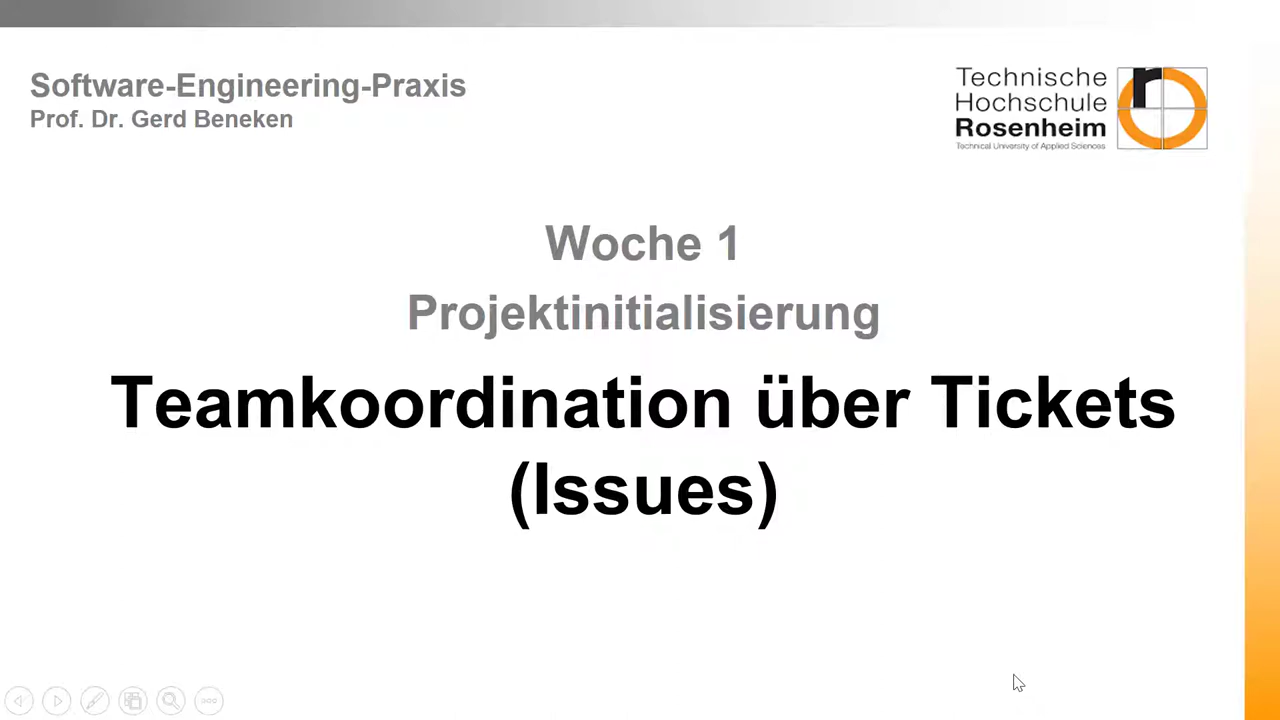 Software-Engineering-Praxis
Prof. Dr. Gerd Beneken
Technische
Hochschule
Rosenheim
Technical University of Applied Sciences
Woche 1
Projektinitialisierung
Teamkoordination über Tickets
(Issues)